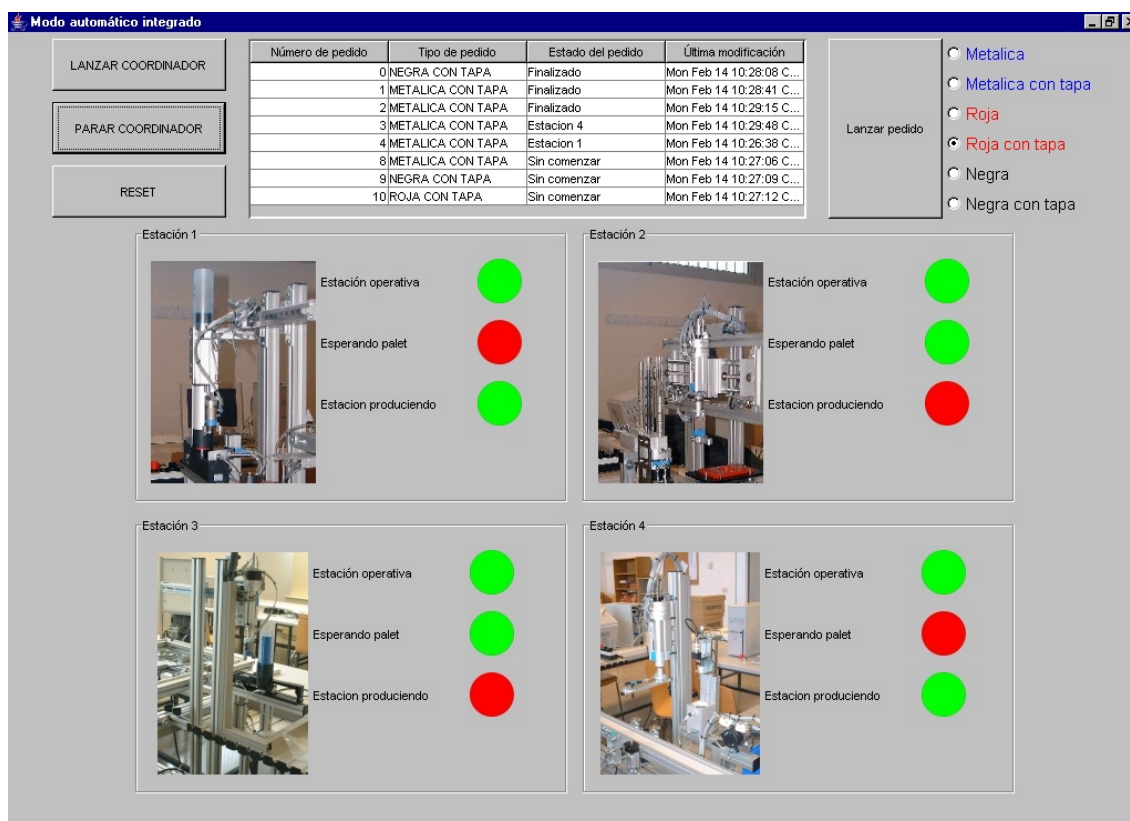 Modo automático integrado
LANZAR COORDINADOR
PARAR COORDINADOR
RESET
Número de pedido Tipo de pedido Estado del pedido Última modificación
0 NEGRA CON TAPA Finalizado Mon Feb 14 10:28:08 C...
1 METALICA CON TAPA Finalizado Mon Feb 14 10:28:41 C...
2 METALICA CON TAPA Finalizado Mon Feb 14 10:29:15 C...
3 METALICA CON TAPA Estacion 4 Mon Feb 14 10:29:48 C...
4 METALICA CON TAPA Estacion 1 Mon Feb 14 10:26:38 C...
8 METALICA CON TAPA Sin comenzar Mon Feb 14 10:27:06 C...
9 NEGRA CON TAPA Sin comenzar Mon Feb 14 10:27:09 C...
10 ROJA CON TAPA Sin comenzar Mon Feb 14 10:27:12 C...
Lanzar pedido
Metalica
Metalica con tapa
Roja
Roja con tapa
Negra
Negra con tapa
Estación 1
Estación operativa
Esperando palet
Estacion produciendo
Estación 2
Estación operativa
Esperando palet
Estacion produciendo
Estación 3
Estación operativa
Esperando palet
Estacion produciendo
Estación 4
Estación operativa
Esperando palet
Estacion produciendo